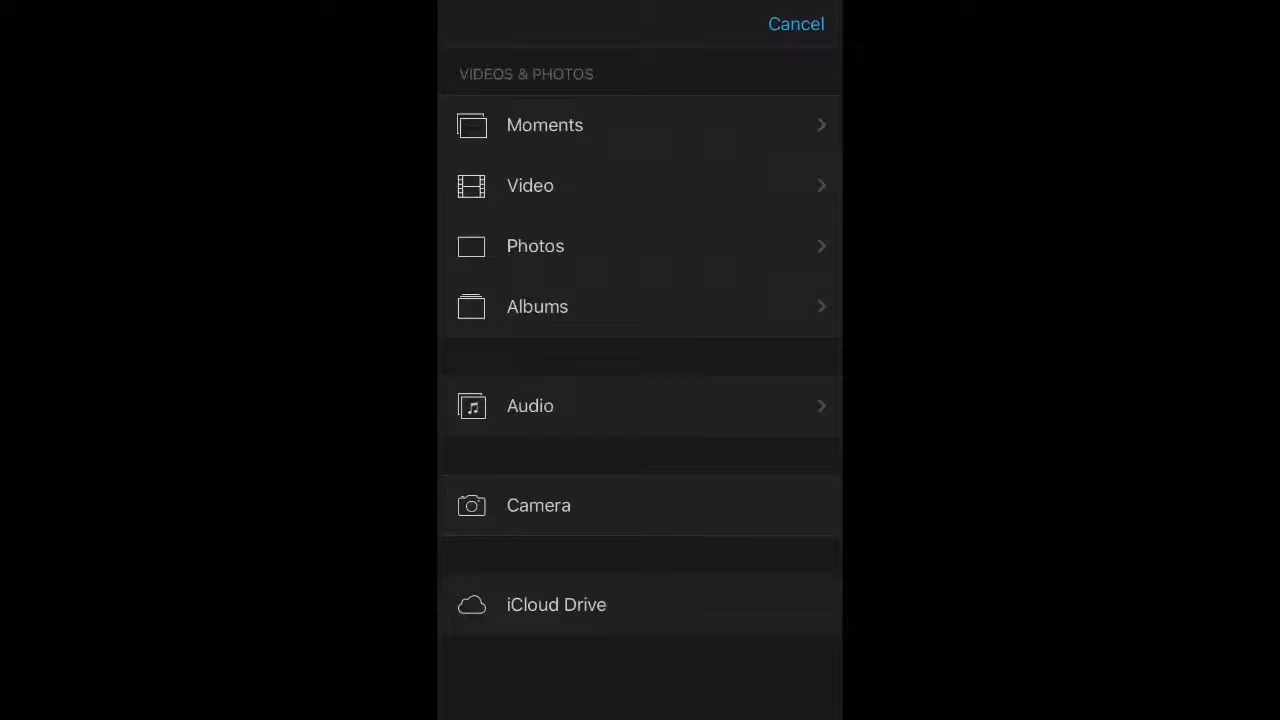 Cancel
VIDEOS & PHOTOS
Moments
Video
Photos
Albums
Audio
Camera
iCloud Drive